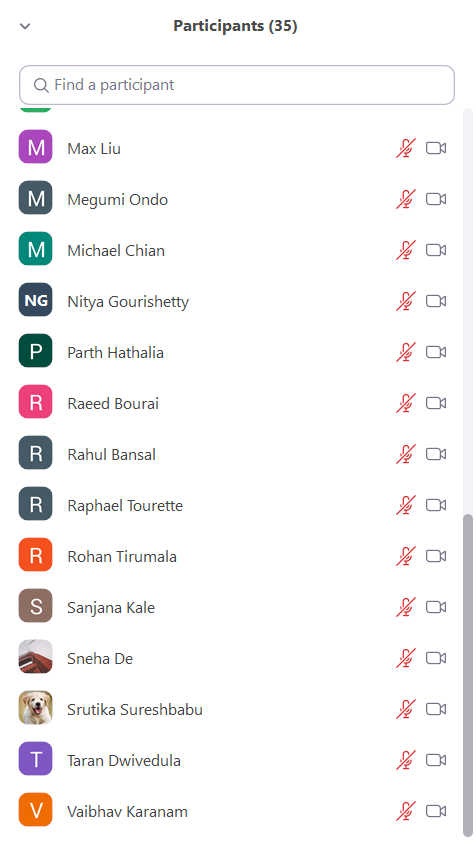 Participants (35)
Find a participant
M Max Liu
M Megumi Ondo
M Michael Chian
NG Nitya Gourishetty
P Parth Hathalia
R Raeed Bourai
R Rahul Bansal
R Raphael Tourette
R Rohan Tirumala
S Sanjana Kale
Sneha De
Srutika Sureshbabu
T Taran Dwivedula
V Vaibhav Karanam